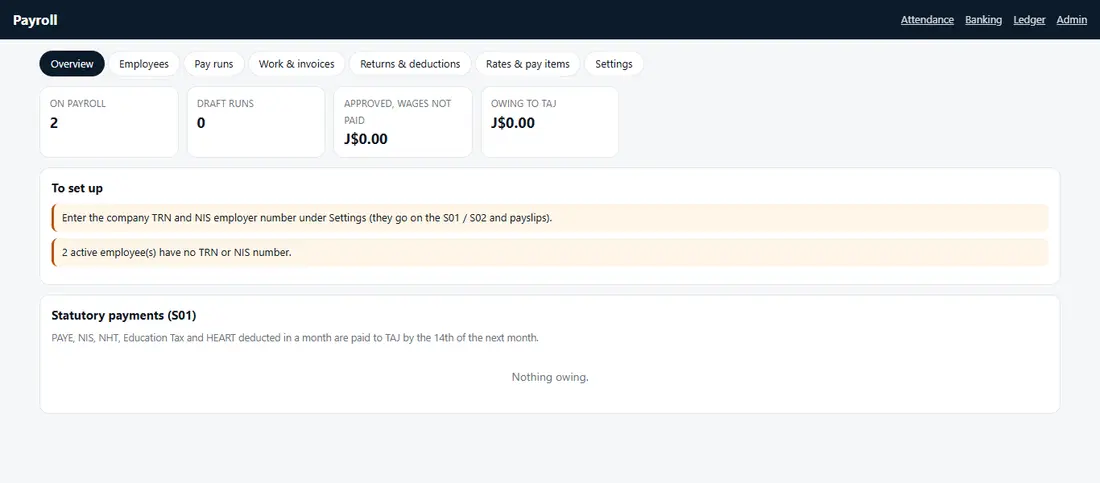 Payroll
Attendance Banking Ledger Admin
Overview Employees Pay runs Work & invoices Returns & deductions Rates & pay items Settings
ON PAYROLL
2
DRAFT RUNS
0
APPROVED, WAGES NOT
PAID
J$0.00
OWING TO TAJ
J$0.00
To set up
Enter the company TRN and NIS employer number under Settings (they go on the S01 / S02 and payslips).
2 active employee(s) have no TRN or NIS number.
Statutory payments (S01)
PAYE, NIS, NHT, Education Tax and HEART deducted in a month are paid to TAJ by the 14th of the next month.
Nothing owing.